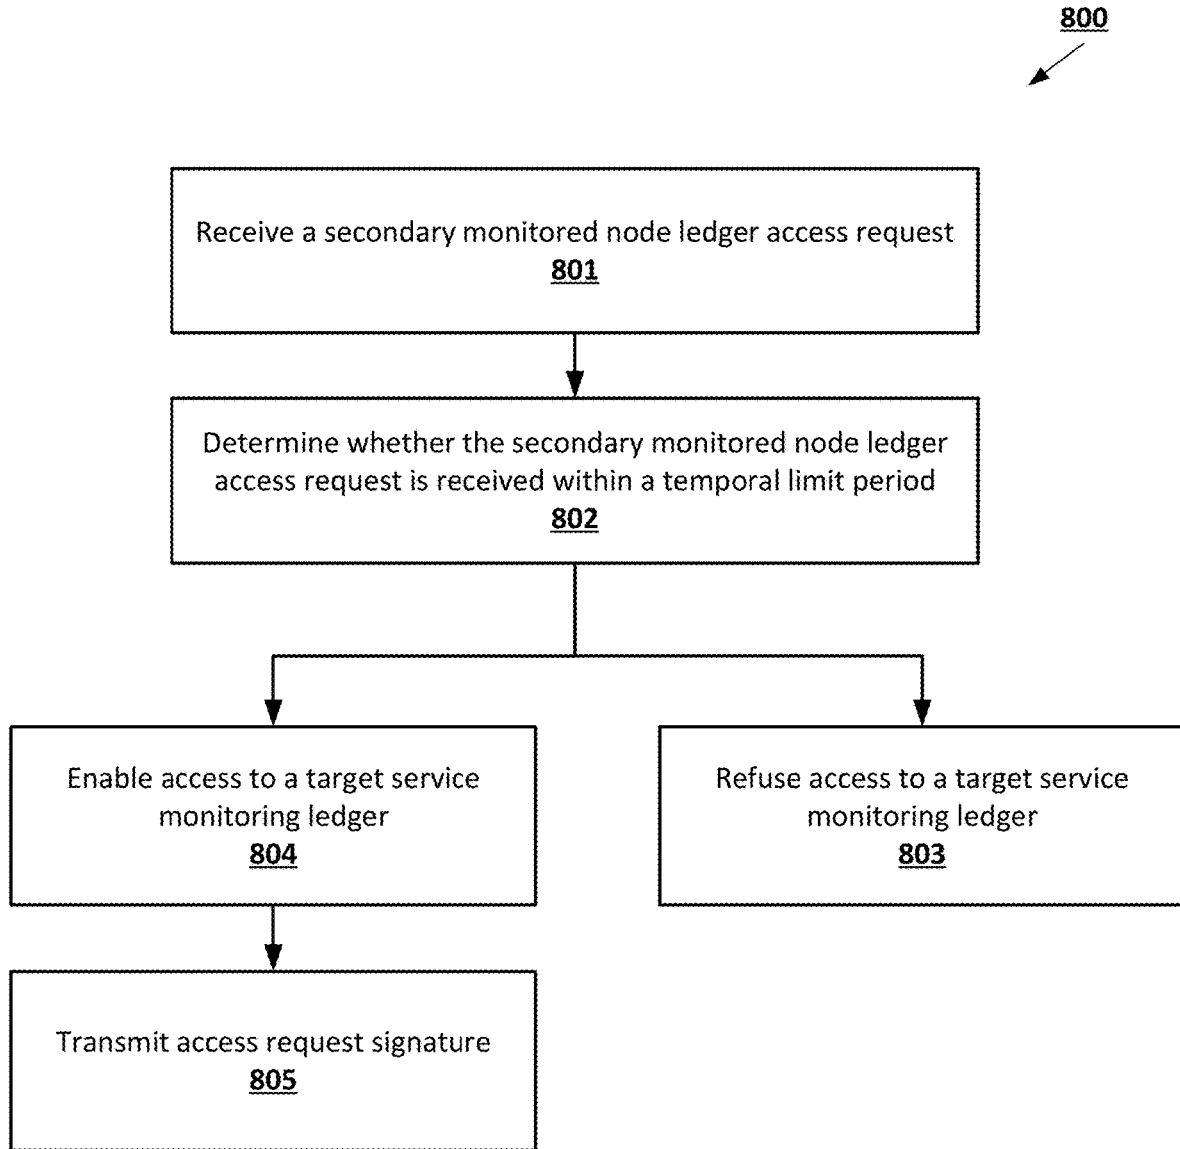 800
Receive a secondary monitored node ledger access request
801
Determine whether the secondary monitored node ledger
access request is received within a temporal limit period
802
Enable access to a target service
monitoring ledger
804
Refuse access to a target service
monitoring ledger
803
Transmit access request signature
805